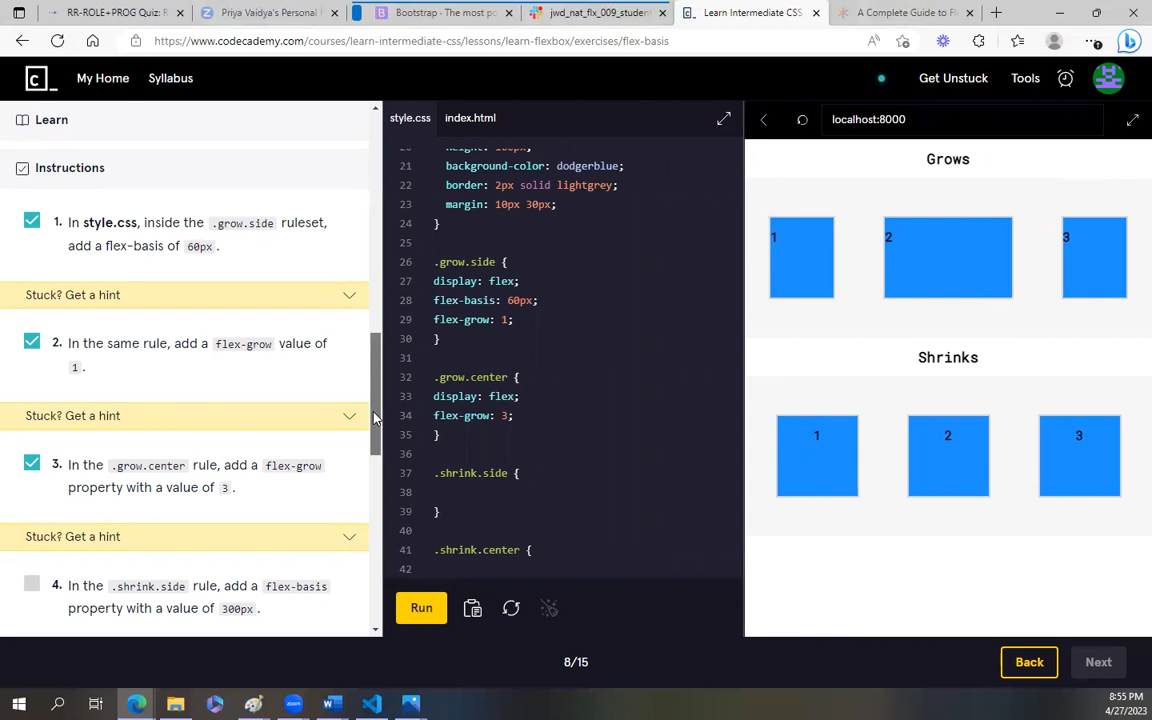 RR-ROLE+PROG Quiz: R
Priya Vaidya's Personal
Bootstrap - The most po
jwd_nat_flx_009_student
Learn Intermediate CSS
A Complete Guide to Fl
https://www.codecademy.com/courses/learn-intermediate-css/lessons/learn-flexbox/exercises/flex-basis
c_
My Home
Syllabus
Get Unstuck
Tools
Learn
Instructions
1. In style.css, inside the .grow.side ruleset,
add a flex-basis of 60px.
Stuck? Get a hint
2. In the same rule, add a flex-grow value of
1.
Stuck? Get a hint
3. In the .grow.center rule, add a flex-grow
property with a value of 3.
Stuck? Get a hint
4. In the .shrink.side rule, add a flex-basis
property with a value of 300px.
style.css
index.html
20 height: 100px;
21 background-color: dodgerblue;
22 border: 2px solid lightgrey;
23 margin: 10px 30px;
24 }
25
26 .grow.side {
27 display: flex;
28 flex-basis: 60px;
29 flex-grow: 1;
30 }
31
32 .grow.center {
33 display: flex;
34 flex-grow: 3;
35 }
36
37 .shrink.side {
38
39 }
40
41 .shrink.center {
42
Run
localhost:8000
Grows
1 2 3
Shrinks
1 2 3
8/15
Back
Next
8:55 PM
4/27/2023